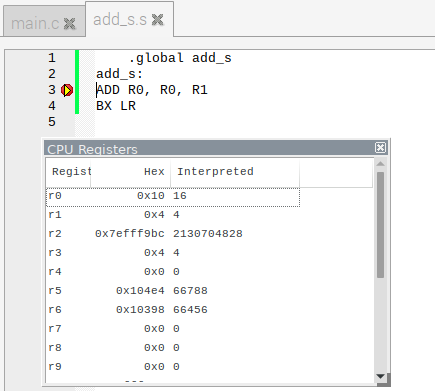 main.c add_s.s
1 .global add_s
2 add_s:
3 ADD R0, R0, R1
4 BX LR
5
CPU Registers
Regist Hex Interpreted
r0 0x10 16
r1 0x4 4
r2 0x7efff9bc 2130704828
r3 0x4 4
r4 0x0 0
r5 0x104e4 66788
r6 0x10398 66456
r7 0x0 0
r8 0x0 0
r9 0x0 0